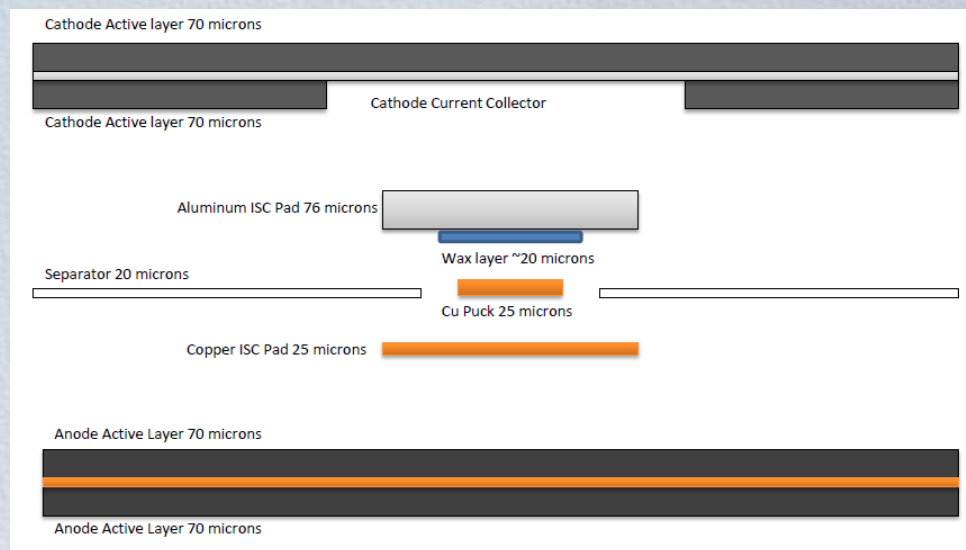 Cathode Active layer 70 microns
Cathode Current Collector
Cathode Active layer 70 microns
Aluminum ISC Pad 76 microns
Wax layer ~20 microns
Separator 20 microns
Cu Puck 25 microns
Copper ISC Pad 25 microns
Anode Active Layer 70 microns
Anode Active Layer 70 microns